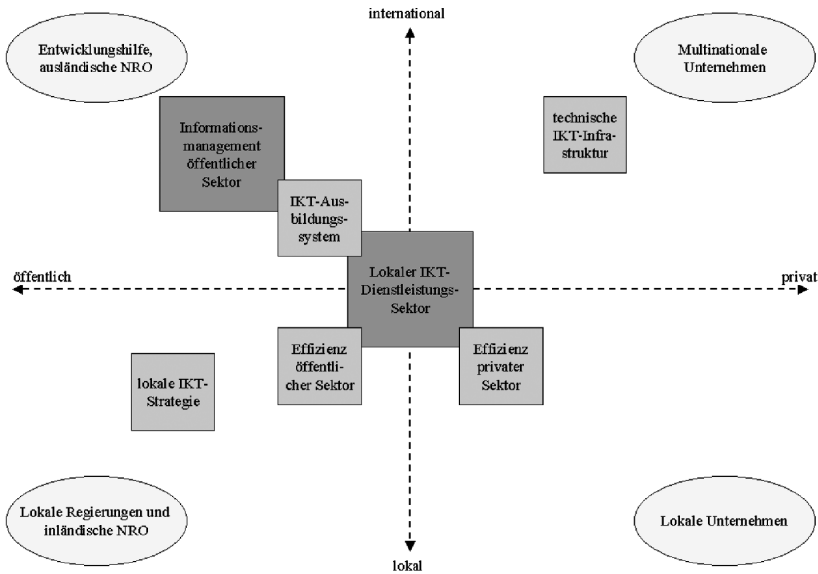 international
Entwicklungshilfe,
ausländische NRO
Multinationale
Unternehmen
Informations-
management
öffentlicher
Sektor
technische
IKT-Infra-
struktur
IKT-Aus-
bildungs-
system
öffentlich
Lokaler IKT-
Dienstleistungs-
Sektor
privat
lokale IKT-
Strategie
Effizienz
öffentli-
cher Sektor
Effizienz
privater
Sektor
Lokale Regierungen und
inländische NRO
Lokale Unternehmen
lokal